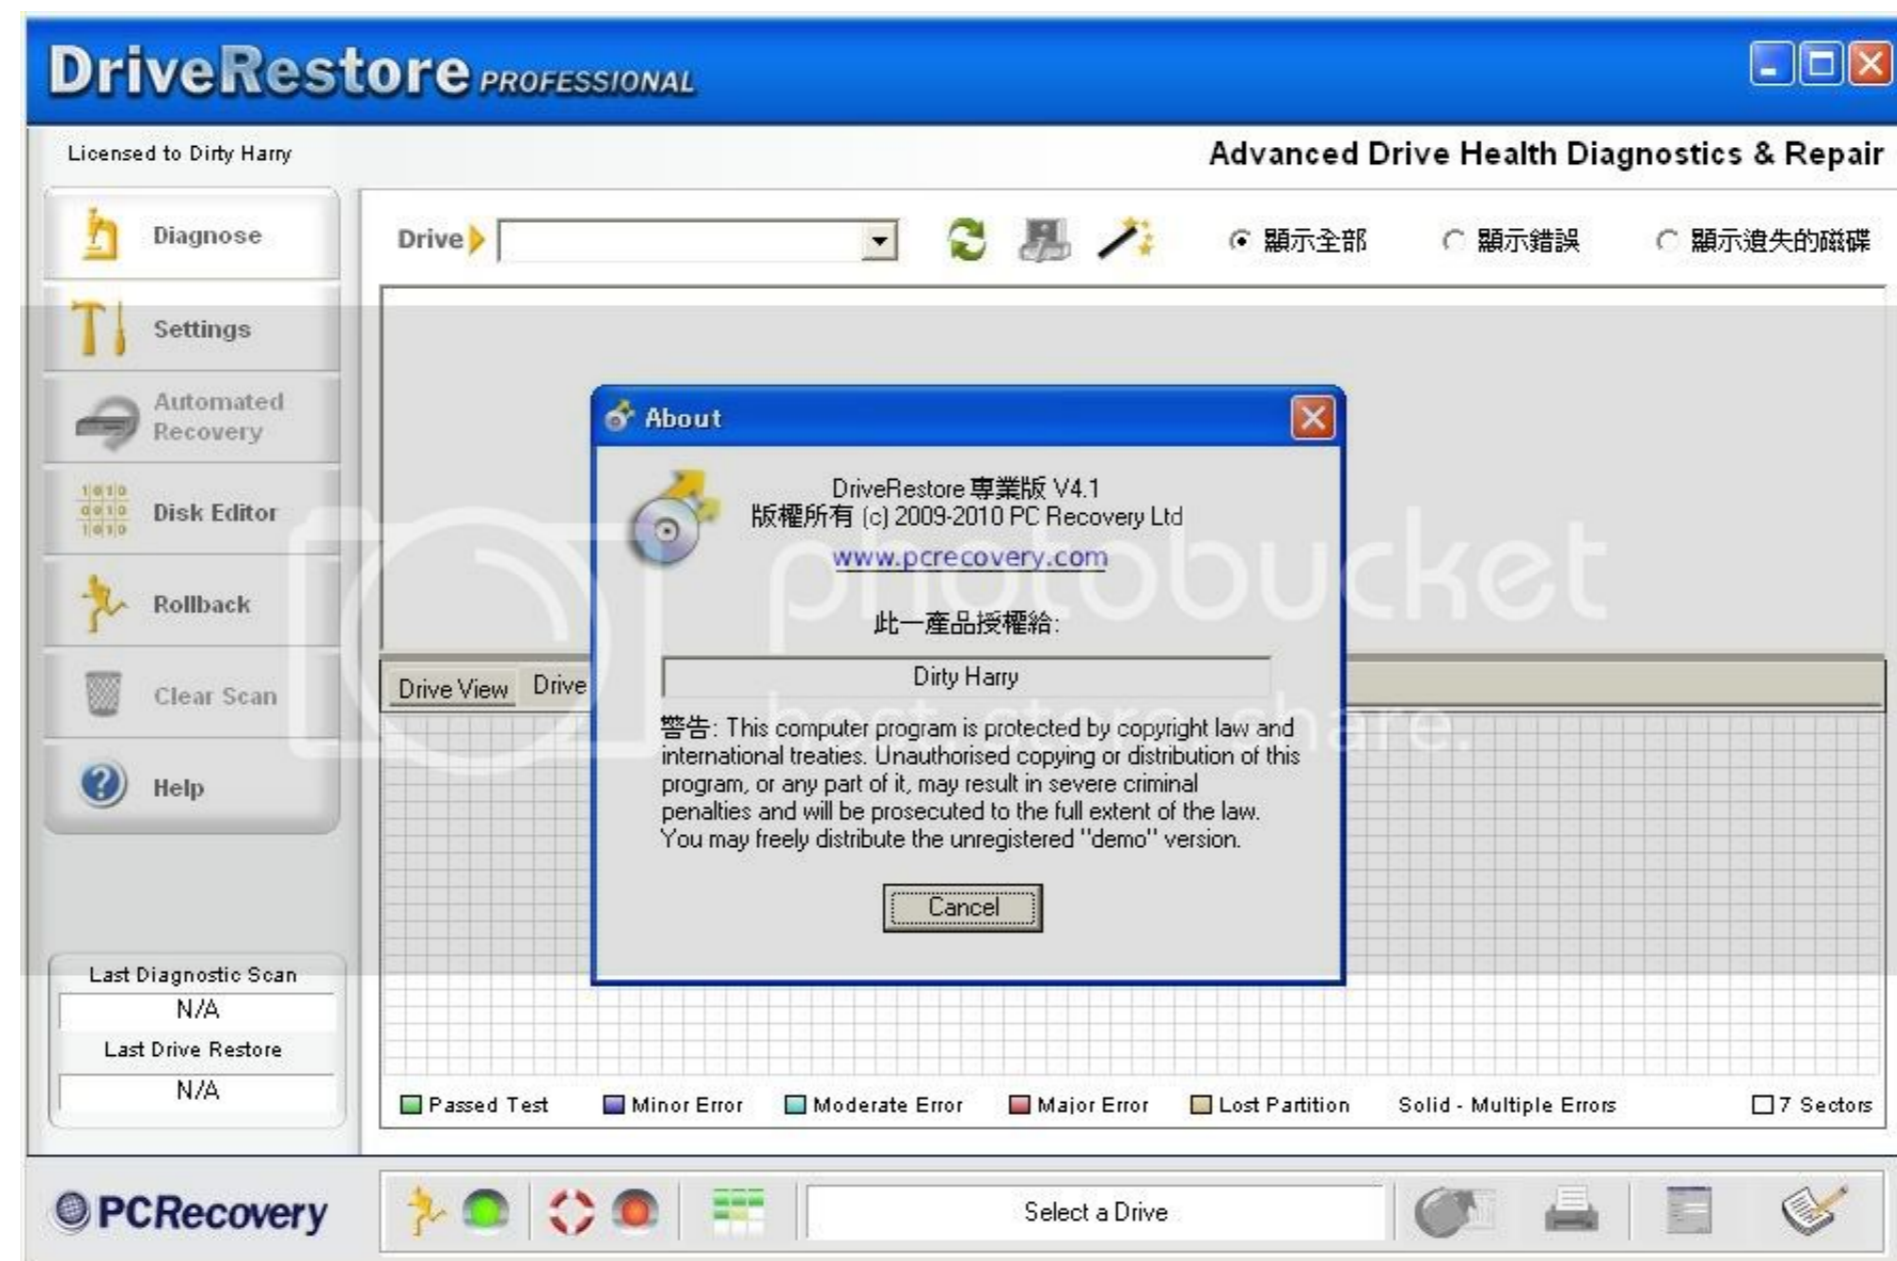 DriveRestore PROFESSIONAL
Licensed to Dirty Harry
Advanced Drive Health Diagnostics & Repair
Diagnose
Settings
Automated
Recovery
Disk Editor
Rollback
Clear Scan
Help
Drive
顯示全部
顯示錯誤
顯示遺失的磁碟
About
DriveRestore 專業版 V4.1
版權所有 (c) 2009-2010 PC Recovery Ltd
www.pcrecovery.com
此一產品授權給:
Dirty Harry
警告: This computer program is protected by copyright law and
international treaties. Unauthorised copying or distribution of this
program, or any part of it, may result in severe criminal
penalties and will be prosecuted to the full extent of the law.
You may freely distribute the unregistered "demo" version.
Cancel
Drive View Drive
photobucket
host. store. share.
Last Diagnostic Scan
N/A
Last Drive Restore
N/A
Passed Test Minor Error Moderate Error Major Error Lost Partition Solid - Multiple Errors 7 Sectors
PCRecovery
Select a Drive